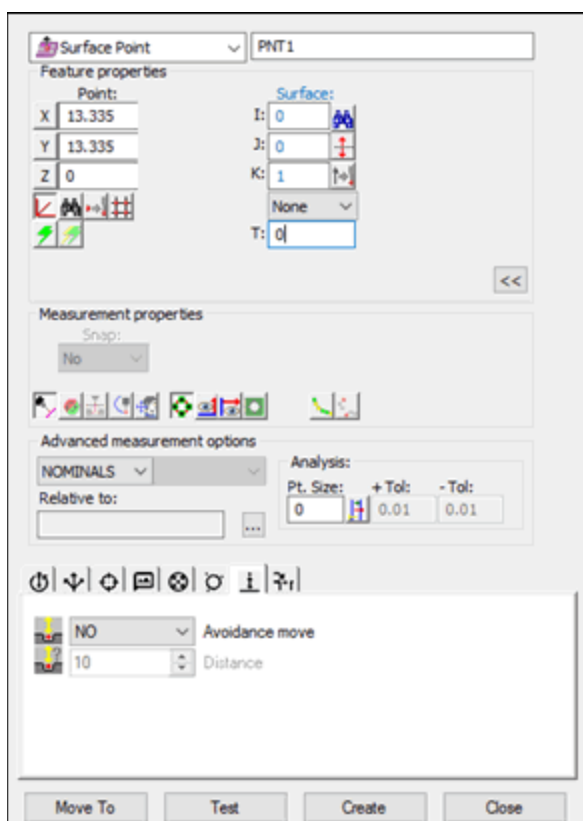 Surface Point PNT1
Feature properties
Point: Surface:
X 13.335 I: 0
Y 13.335 J: 0
Z 0 K: 1
None
T: 0
<<
Measurement properties
Snap:
No
Advanced measurement options
NOMINALS Analysis:
Pt. Size: + Tol: - Tol:
Relative to: 0 0.01 0.01
...
NO Avoidance move
10 Distance
Move To Test Create Close